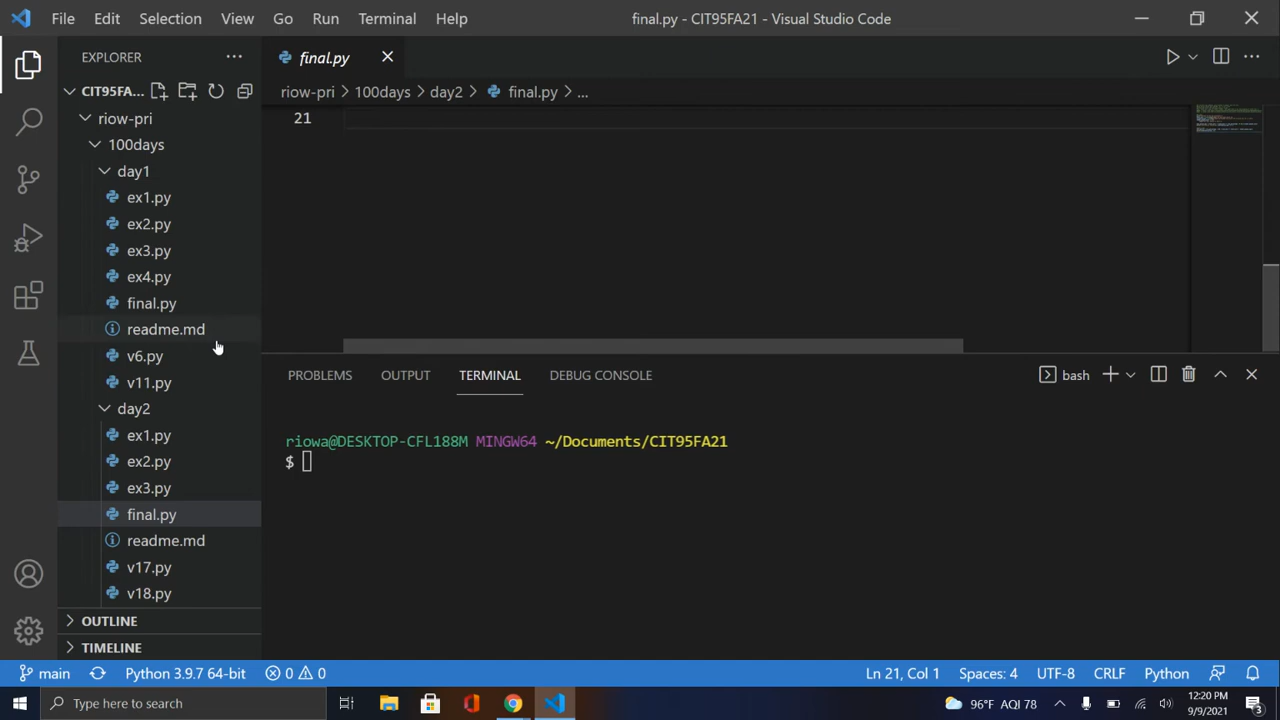 File Edit Selection View Go Run Terminal Help final.py - CIT95FA21 - Visual Studio Code
EXPLORER
final.py
CIT95FA...
riow-pri > 100days > day2 > final.py > ...
riow-pri
21
100days
day1
ex1.py
ex2.py
ex3.py
ex4.py
final.py
readme.md
v6.py
v11.py
day2
ex1.py
ex2.py
ex3.py
final.py
readme.md
v17.py
v18.py
OUTLINE
TIMELINE
PROBLEMS OUTPUT TERMINAL DEBUG CONSOLE
bash
riowa@DESKTOP-CFL188M MINGW64 ~/Documents/CIT95FA21
$
main Python 3.9.7 64-bit 0 0 Ln 21, Col 1 Spaces: 4 UTF-8 CRLF Python
Type here to search
96°F AQI 78
12:20 PM
9/9/2021
3